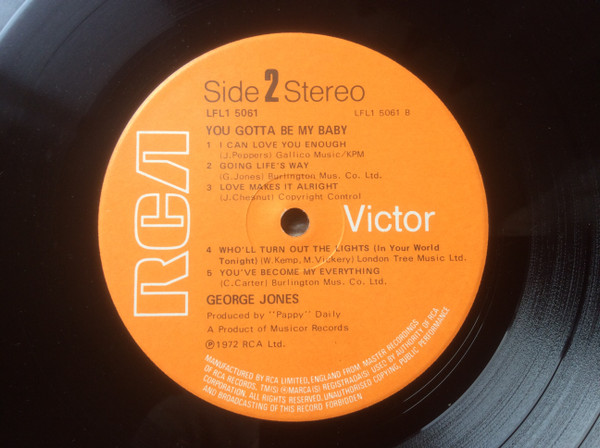 RCA
Side 2 Stereo
LFL1 5061
LFL1 5061 B
YOU GOTTA BE MY BABY
1 I CAN LOVE YOU ENOUGH
(J.Peppers) Gallico Music/KPM
2 GOING LIFE'S WAY
(G.Jones) Burlington Mus. Co. Ltd.
3 LOVE MAKES IT ALRIGHT
(J.Chesnut) Copyright Control
Victor
4 WHO'LL TURN OUT THE LIGHTS (In Your World
Tonight) (W.Kemp, M.Vickery) London Tree Music Ltd.
5 YOU'VE BECOME MY EVERYTHING
(C.Carter) Burlington Mus. Co. Ltd.
GEORGE JONES
Produced by "Pappy" Daily
A Product of Musicor Records
℗ 1972 RCA Ltd.
MANUFACTURED BY RCA LIMITED, ENGLAND FROM MASTER RECORDINGS
OF RCA RECORDS, TM(S) ® MARCA(S) REGISTRADA(S) USED BY AUTHORITY OF RCA
CORPORATION. ALL RIGHTS RESERVED. UNAUTHORISED COPYING, PUBLIC PERFORMANCE
AND BROADCASTING OF THIS RECORD FORBIDDEN